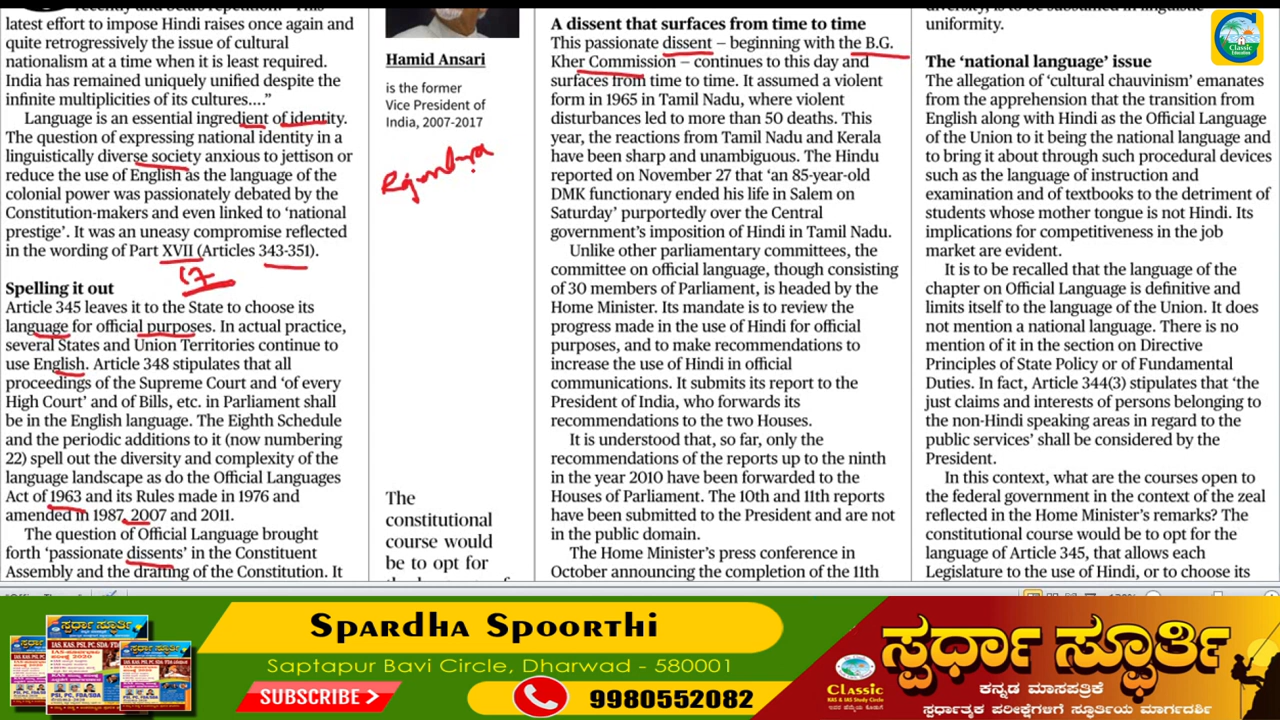 recently and bears repetition: "This
latest effort to impose Hindi raises once again and
quite retrogressively the issue of cultural
nationalism at a time when it is least required.
India has remained uniquely unified despite the
infinite multiplicities of its cultures...."
Language is an essential ingredient of identity.
The question of expressing national identity in a
linguistically diverse society anxious to jettison or
reduce the use of English as the language of the
colonial power was passionately debated by the
Constitution-makers and even linked to 'national
prestige'. It was an uneasy compromise reflected
in the wording of Part XVII (Articles 343-351).
17
Spelling it out
Article 345 leaves it to the State to choose its
language for official purposes. In actual practice,
several States and Union Territories continue to
use English. Article 348 stipulates that all
proceedings of the Supreme Court and 'of every
High Court' and of Bills, etc. in Parliament shall
be in the English language. The Eighth Schedule
and the periodic additions to it (now numbering
22) spell out the diversity and complexity of the
language landscape as do the Official Languages
Act of 1963 and its Rules made in 1976 and
amended in 1987, 2007 and 2011.
The question of Official Language brought
forth 'passionate dissents' in the Constituent
Assembly and the drafting of the Constitution. It
Hamid Ansari
is the former
Vice President of
India, 2007-2017
The
constitutional
course would
be to opt for
A dissent that surfaces from time to time
This passionate dissent – beginning with the B.G.
Kher Commission – continues to this day and
surfaces from time to time. It assumed a violent
form in 1965 in Tamil Nadu, where violent
disturbances led to more than 50 deaths. This
year, the reactions from Tamil Nadu and Kerala
have been sharp and unambiguous. The Hindu
reported on November 27 that 'an 85-year-old
DMK functionary ended his life in Salem on
Saturday' purportedly over the Central
government's imposition of Hindi in Tamil Nadu.
Unlike other parliamentary committees, the
committee on official language, though consisting
of 30 members of Parliament, is headed by the
Home Minister. Its mandate is to review the
progress made in the use of Hindi for official
purposes, and to make recommendations to
increase the use of Hindi in official
communications. It submits its report to the
President of India, who forwards its
recommendations to the two Houses.
It is understood that, so far, only the
recommendations of the reports up to the ninth
in the year 2010 have been forwarded to the
Houses of Parliament. The 10th and 11th reports
have been submitted to the President and are not
in the public domain.
The Home Minister's press conference in
October announcing the completion of the 11th
diversity, is to be subsumed in linguistic
uniformity.
The 'national language' issue
The allegation of 'cultural chauvinism' emanates
from the apprehension that the transition from
English along with Hindi as the Official Language
of the Union to it being the national language and
to bring it about through such procedural devices
such as the language of instruction and
examination and of textbooks to the detriment of
students whose mother tongue is not Hindi. Its
implications for competitiveness in the job
market are evident.
It is to be recalled that the language of the
chapter on Official Language is definitive and
limits itself to the language of the Union. It does
not mention a national language. There is no
mention of it in the section on Directive
Principles of State Policy or of Fundamental
Duties. In fact, Article 344(3) stipulates that 'the
just claims and interests of persons belonging to
the non-Hindi speaking areas in regard to the
public services' shall be considered by the
President.
In this context, what are the courses open to
the federal government in the context of the zeal
reflected in the Home Minister's remarks? The
constitutional course would be to opt for the
language of Article 345, that allows each
Legislature to the use of Hindi, or to choose its
Classic
Education
ಸ್ಪರ್ಧಾ ಸ್ಫೂರ್ತಿ
Spardha Spoorthi
Saptapur Bavi Circle, Dharwad - 580001
SUBSCRIBE >
9980552082
Classic
KAS & IAS Study Circle
ಸ್ಪರ್ಧಾ ಸ್ಫೂರ್ತಿ
ಕನ್ನಡ ಮಾಸಪತ್ರಿಕೆ
ಸ್ಪರ್ಧಾತ್ಮಕ ಪರೀಕ್ಷೆಗಳಿಗೆ ಸ್ಫೂರ್ತಿಯ ಮಾರ್ಗದರ್ಶಿ